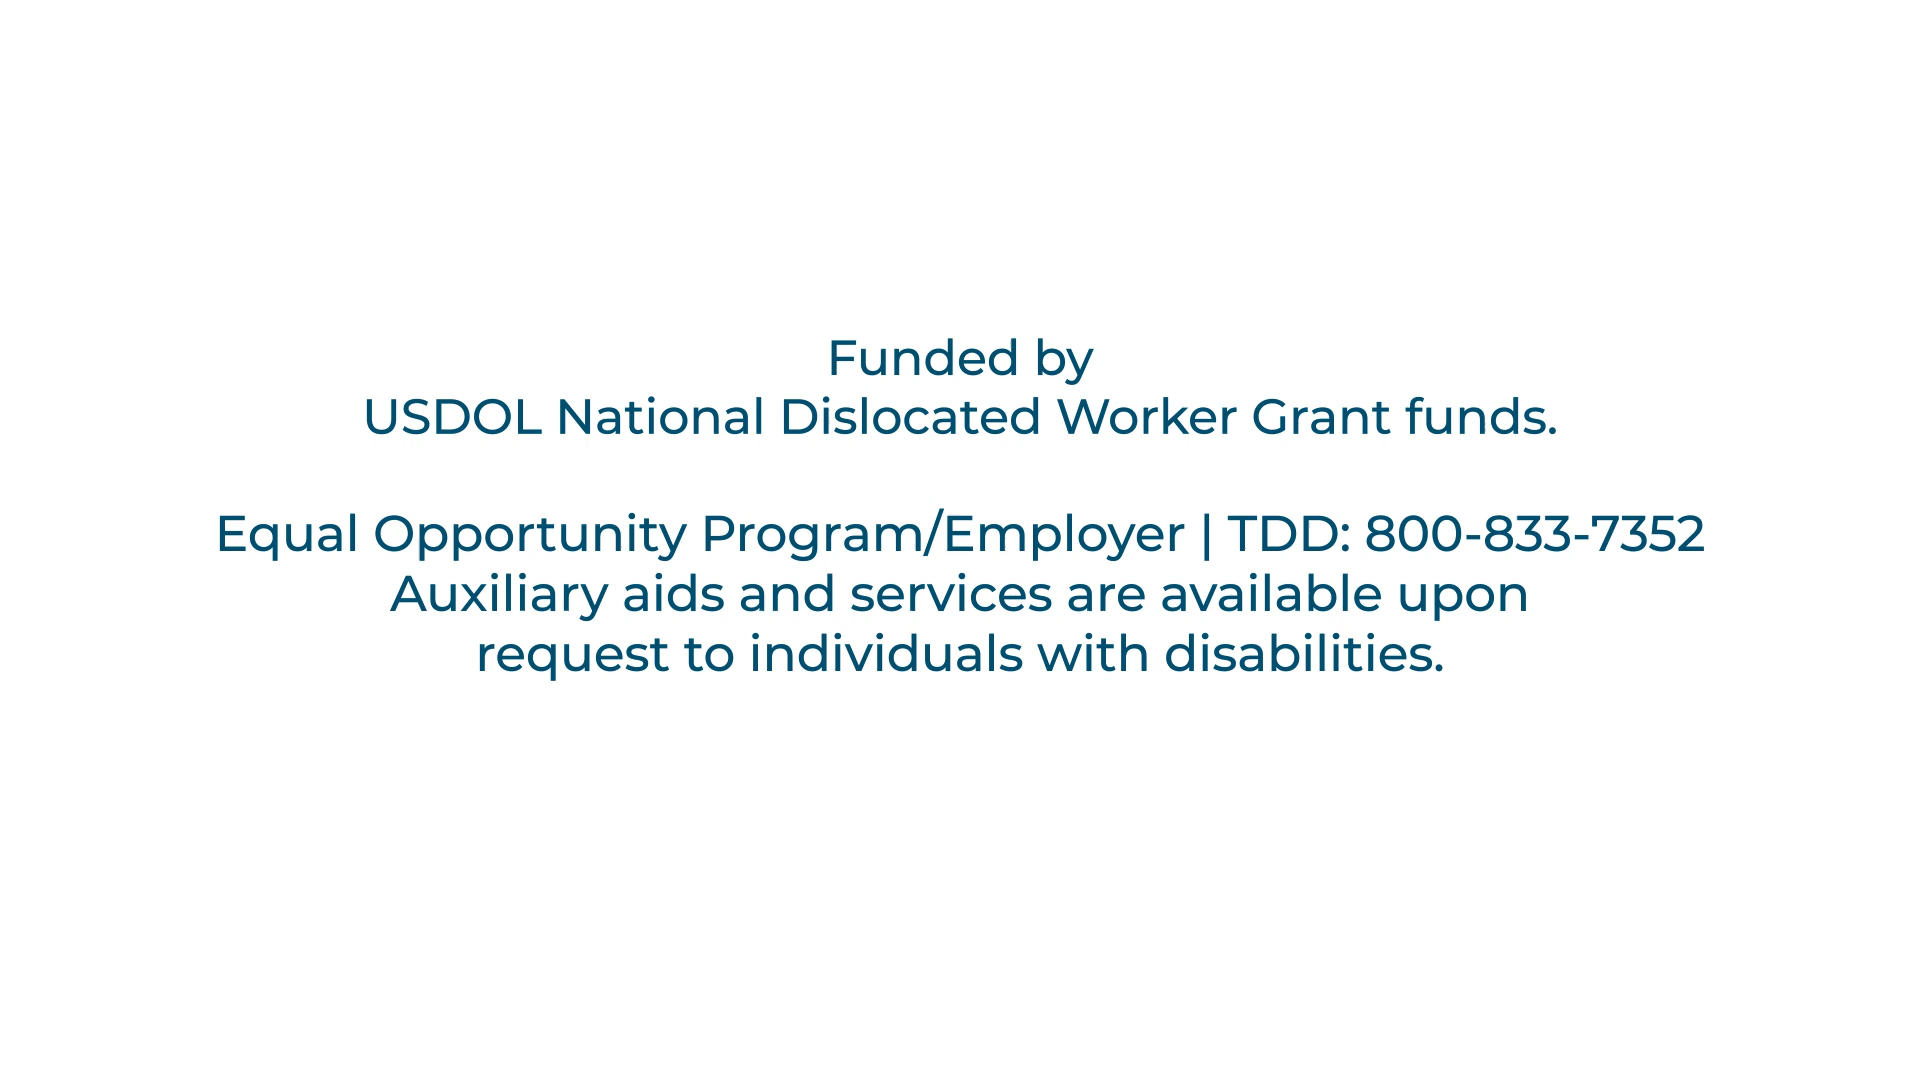 Funded by
USDOL National Dislocated Worker Grant funds.
Equal Opportunity Program/Employer | TDD: 800-833-7352
Auxiliary aids and services are available upon
request to individuals with disabilities.